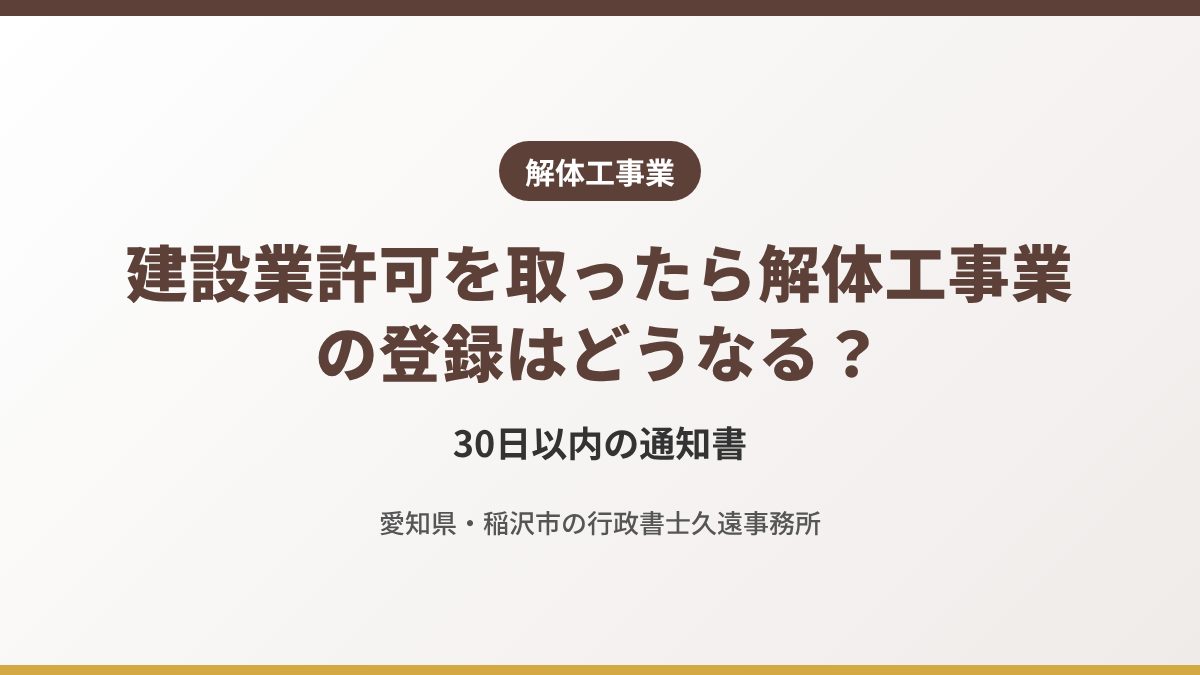 解体工事業
建設業許可を取ったら解体工事業
の登録はどうなる？
30日以内の通知書
愛知県・稲沢市の行政書士久遠事務所